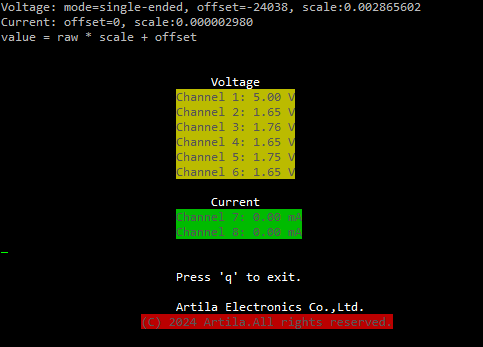 Voltage: mode=single-ended, offset=-24038, scale:0.002865602
Current: offset=0, scale:0.000002980
value = raw * scale + offset
Voltage
Channel 1: 5.00 V
Channel 2: 1.65 V
Channel 3: 1.76 V
Channel 4: 1.65 V
Channel 5: 1.75 V
Channel 6: 1.65 V
Current
Channel 7: 0.00 mA
Channel 8: 0.00 mA
Press 'q' to exit.
Artila Electronics Co.,Ltd.
(C) 2024 Artila.All rights reserved.